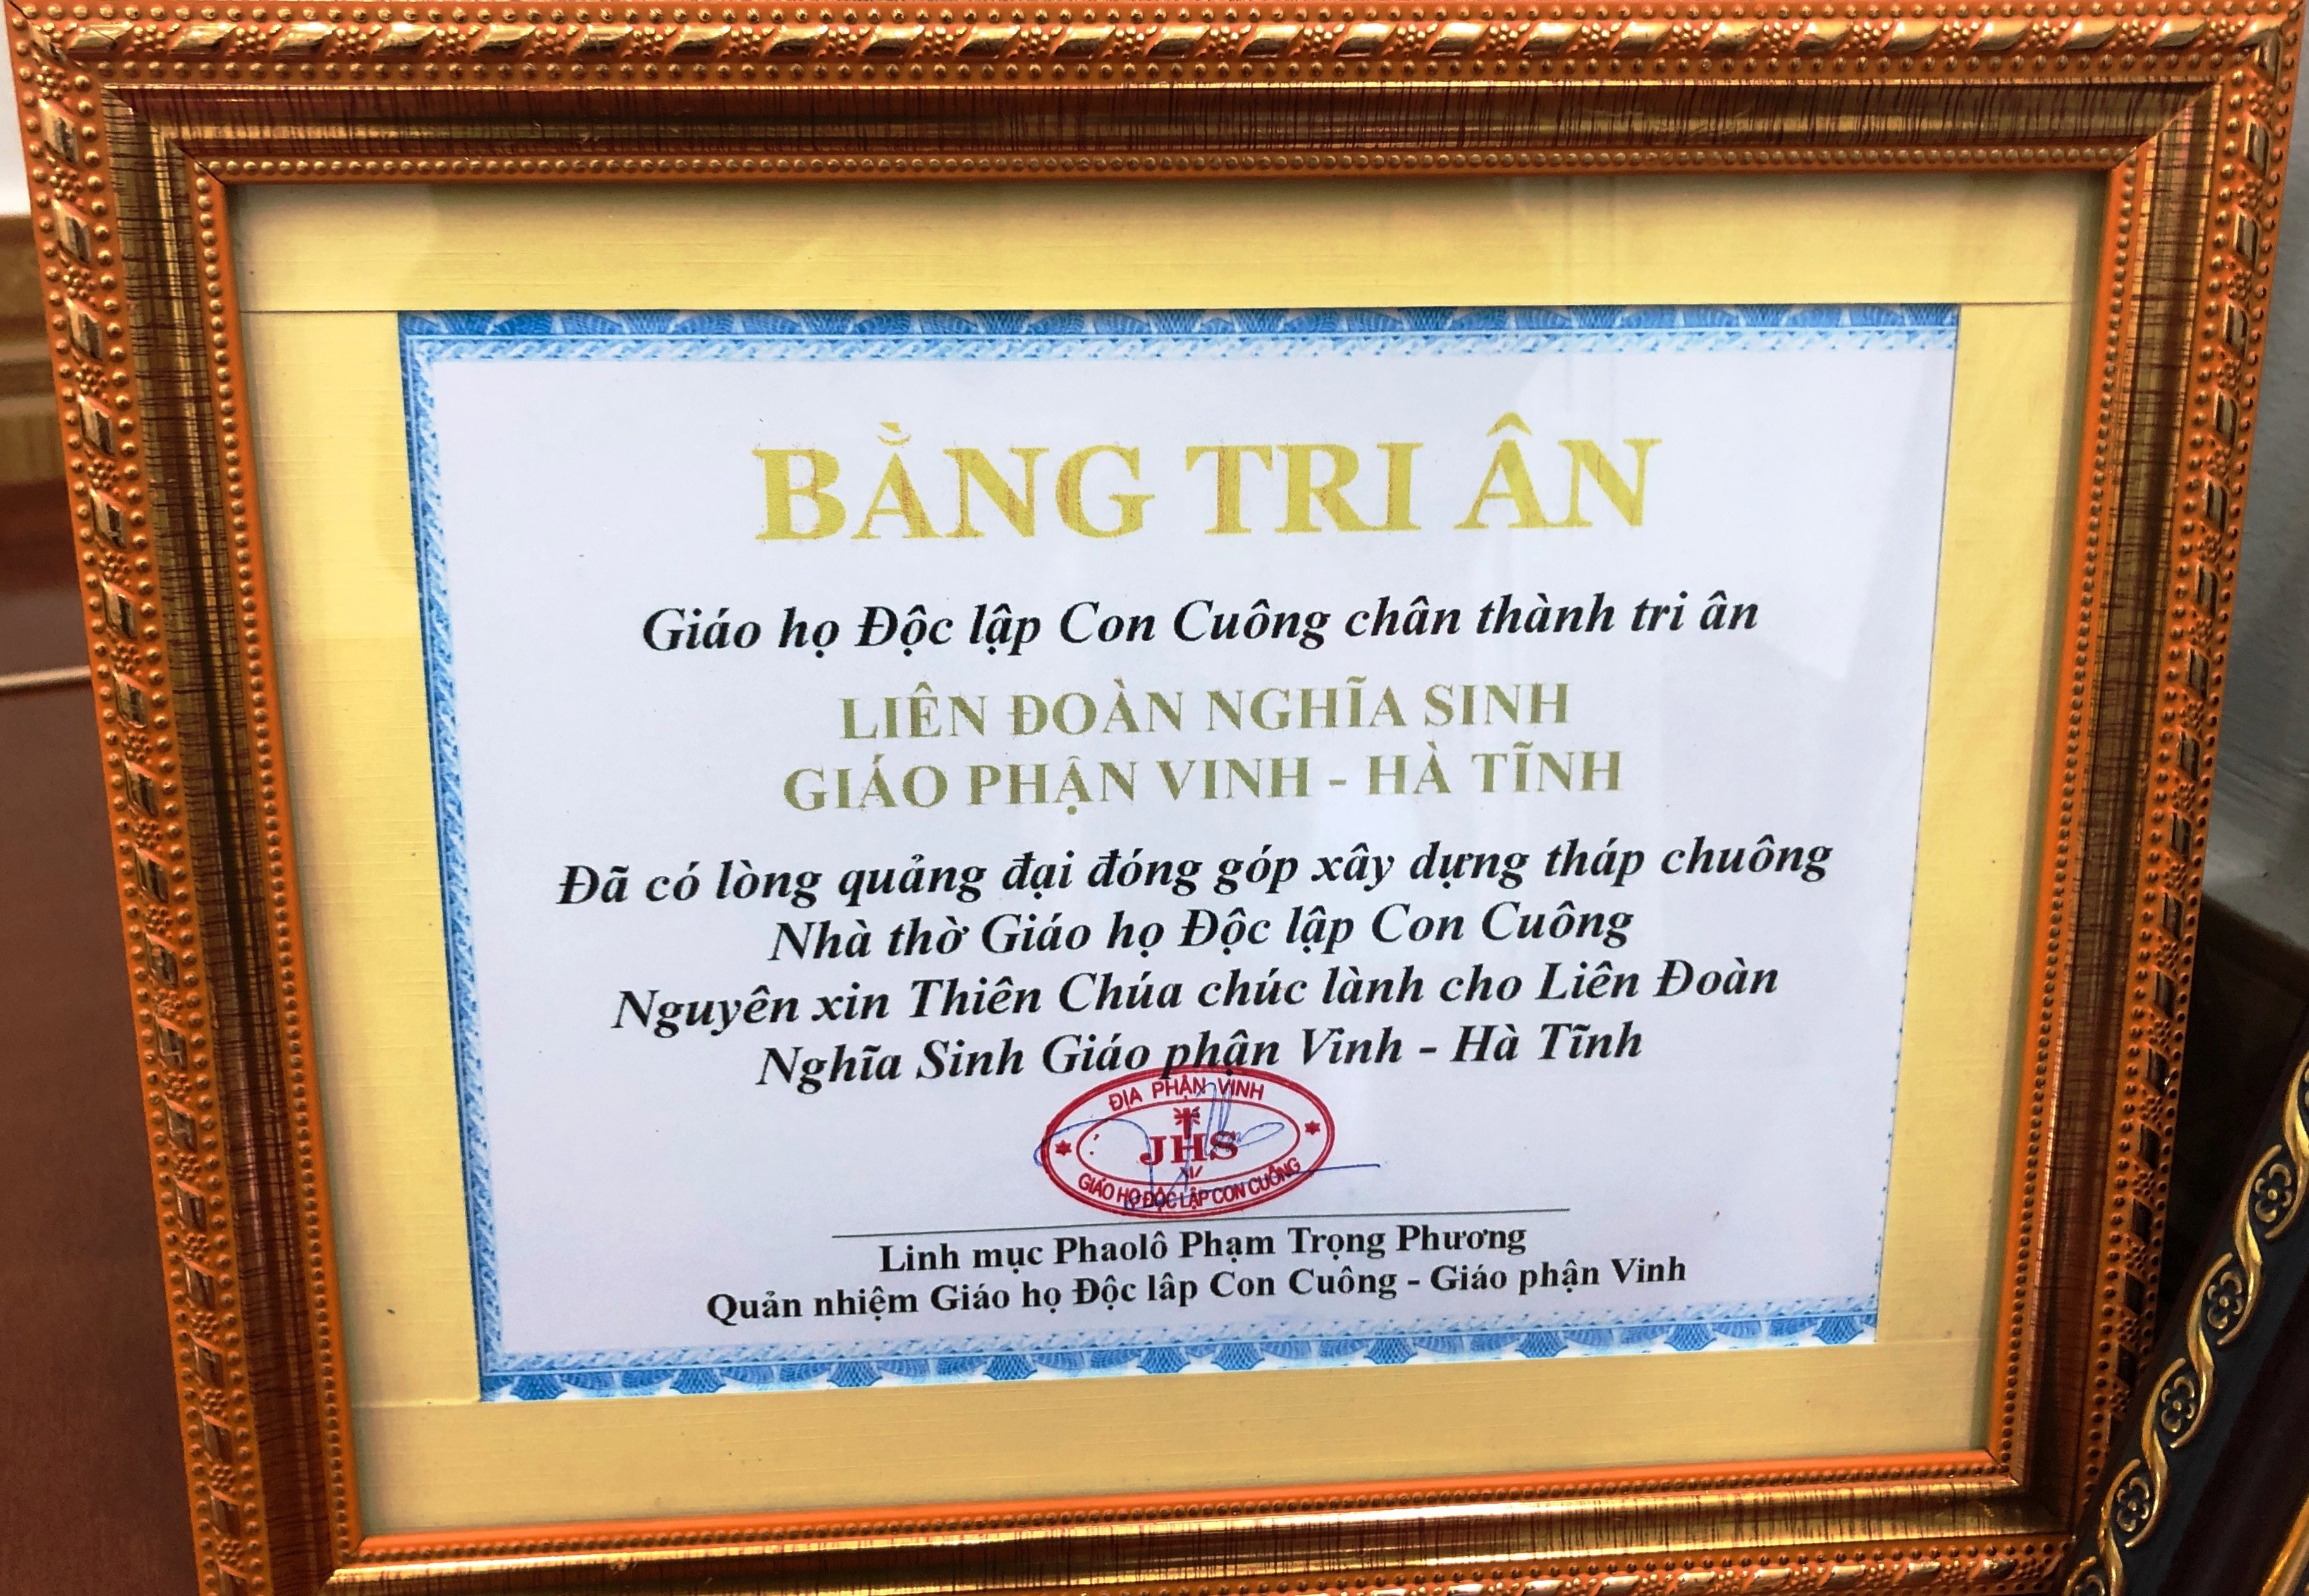 BẰNG TRI ÂN
Giáo họ Độc lập Con Cuông chân thành tri ân
LIÊN ĐOÀN NGHĨA SINH
GIÁO PHẬN VINH - HÀ TĨNH
Đã có lòng quảng đại đóng góp xây dựng tháp chuông
Nhà thờ Giáo họ Độc lập Con Cuông
Nguyên xin Thiên Chúa chúc lành cho Liên Đoàn
Nghĩa Sinh Giáo phận Vinh - Hà Tĩnh
ĐỊA PHẬN VINH
JHS
GIÁO HỌ ĐỘC LẬP CON CUÔNG
Linh mục Phaolô Phạm Trọng Phương
Quản nhiệm Giáo họ Độc lâp Con Cuông - Giáo phận Vinh